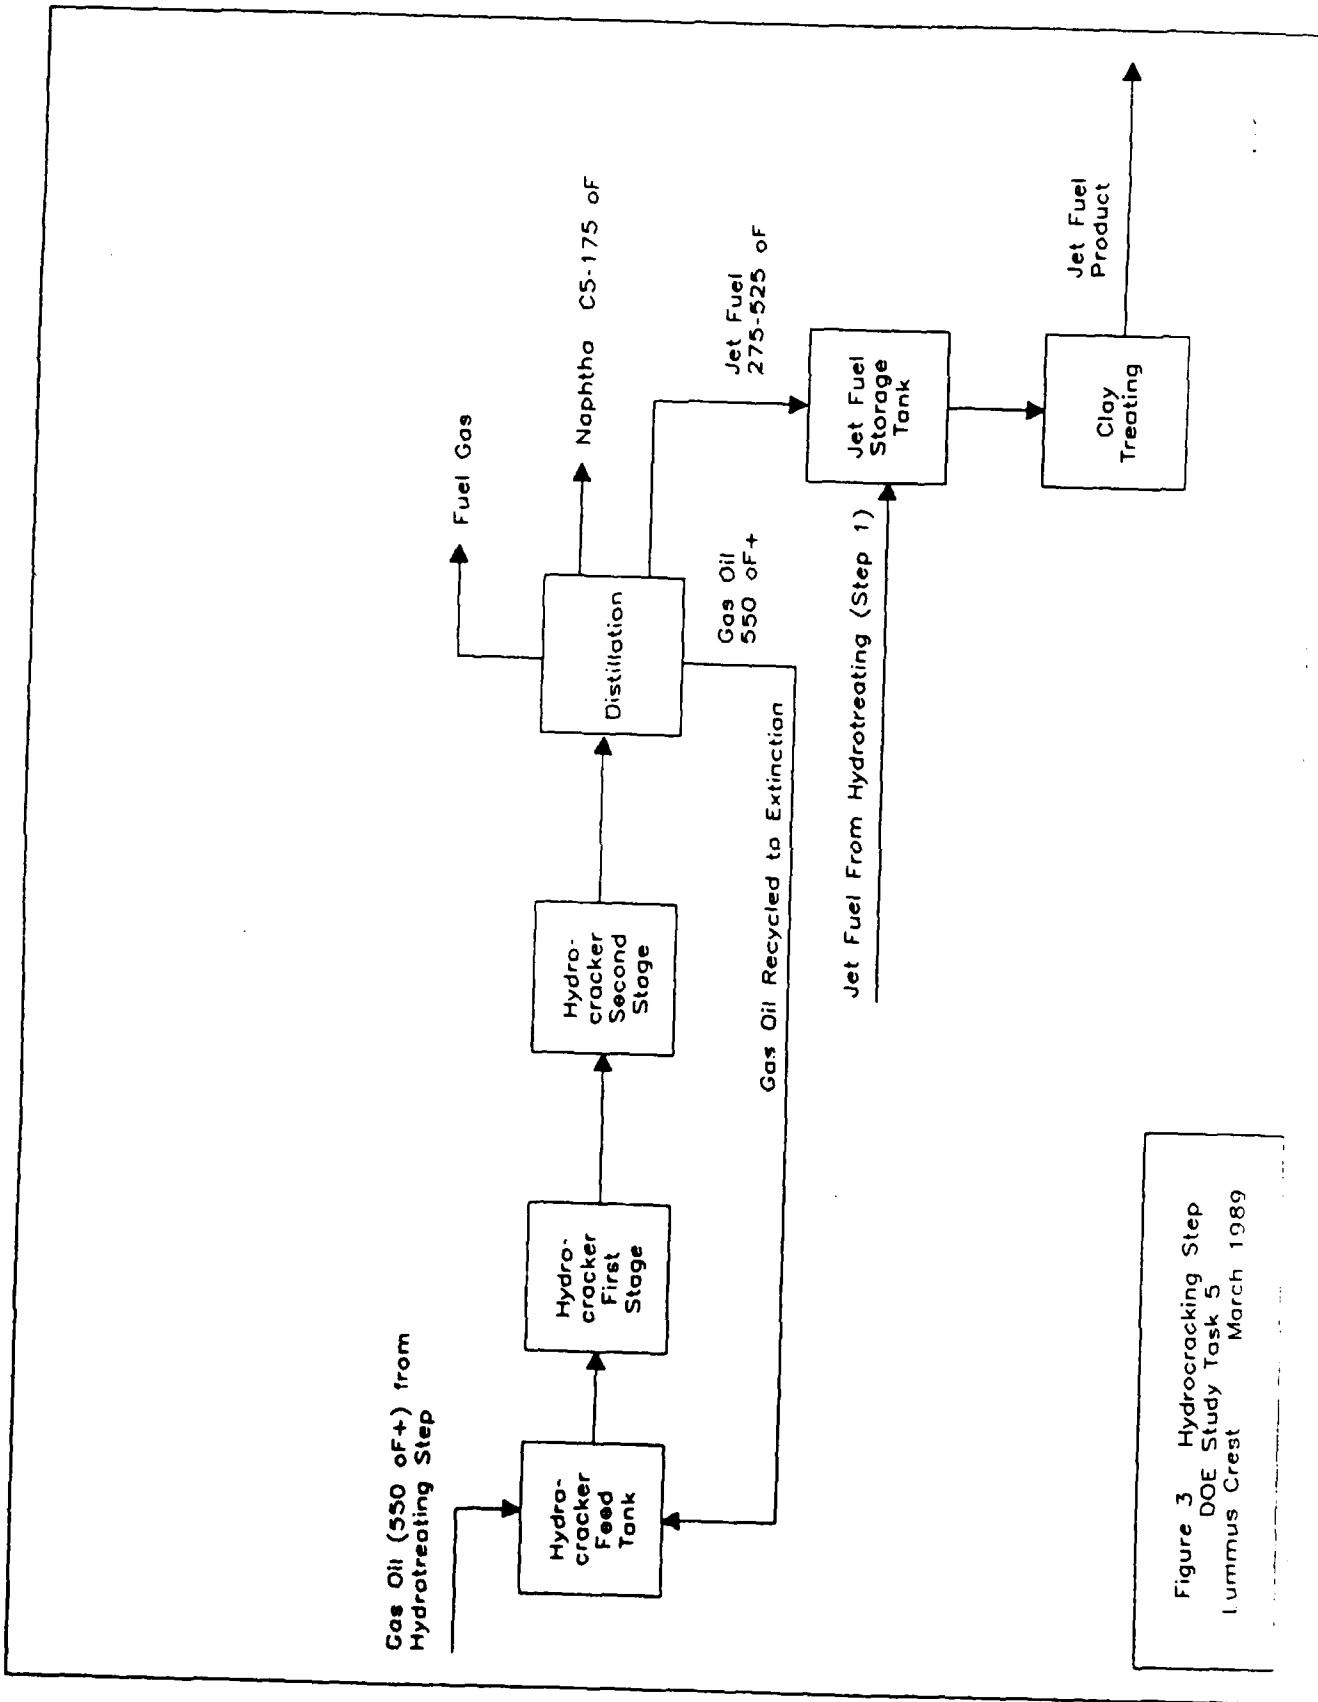 Gas Oil (550 oF+) from
Hydrotreating Step
Hydro-
cracker
Feed
Tank
Hydro-
cracker
First
Stage
Hydro-
cracker
Second
Stage
Distillation
Fuel Gas
Naphtha C5-175 oF
Jet Fuel
275-525 oF
Gas Oil
550 oF+
Gas Oil Recycled to Extinction
Jet Fuel From Hydrotreating (Step 1)
Jet Fuel
Storage
Tank
Clay
Treating
Jet Fuel
Product
Figure 3 Hydrocracking Step
DOE Study Task 5
Lummus Crest March 1989